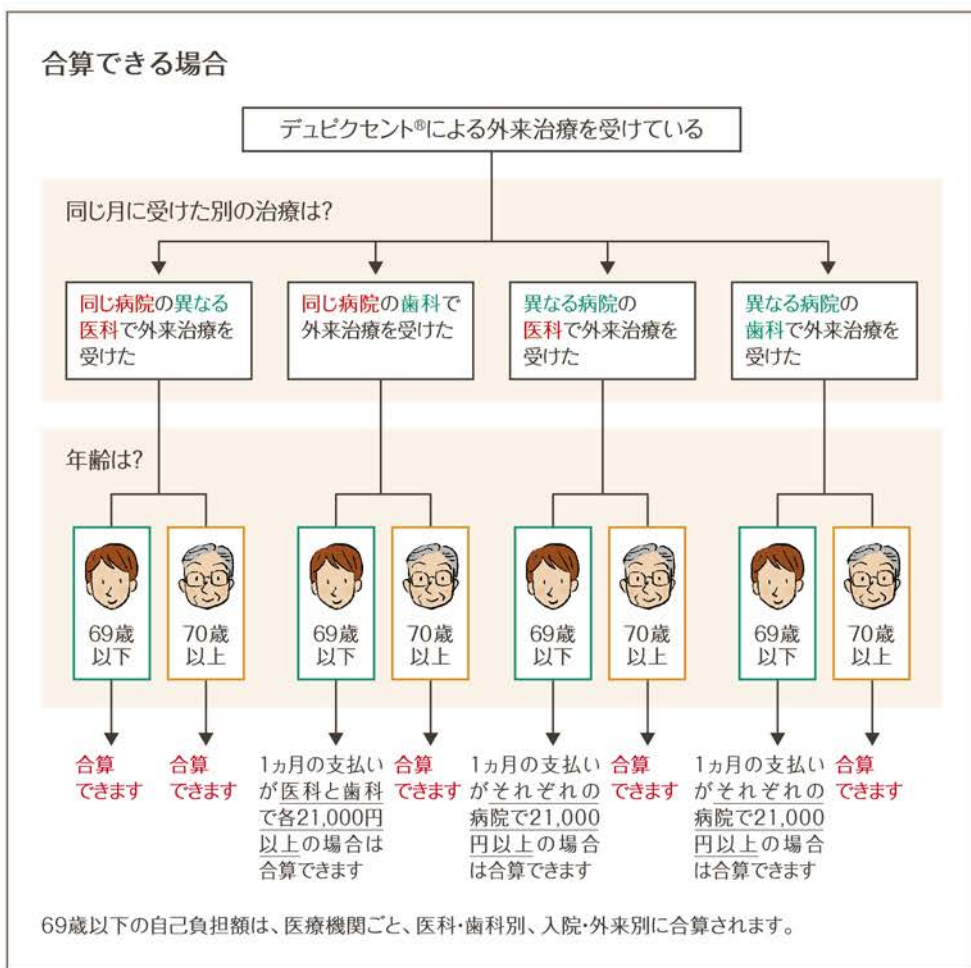 合算できる場合
デュピクセント®による外来治療を受けている
同じ月に受けた別の治療は?
同じ病院の異なる
医科で外来治療を
受けた
同じ病院の歯科で
外来治療を受けた
異なる病院の
医科で外来治療を
受けた
異なる病院の
歯科で外来治療を
受けた
年齢は?
69歳
以下
70歳
以上
69歳
以下
70歳
以上
69歳
以下
70歳
以上
69歳
以下
70歳
以上
合算
できます
合算
できます
1ヵ月の支払い
が医科と歯科
で各21,000円
以上の場合は
合算できます
合算
できます
1ヵ月の支払い
がそれぞれの
病院で21,000
円以上の場合
は合算できます
合算
できます
1ヵ月の支払い
がそれぞれの
病院で21,000
円以上の場合
は合算できます
合算
できます
69歳以下の自己負担額は、医療機関ごと、医科・歯科別、入院・外来別に合算されます。